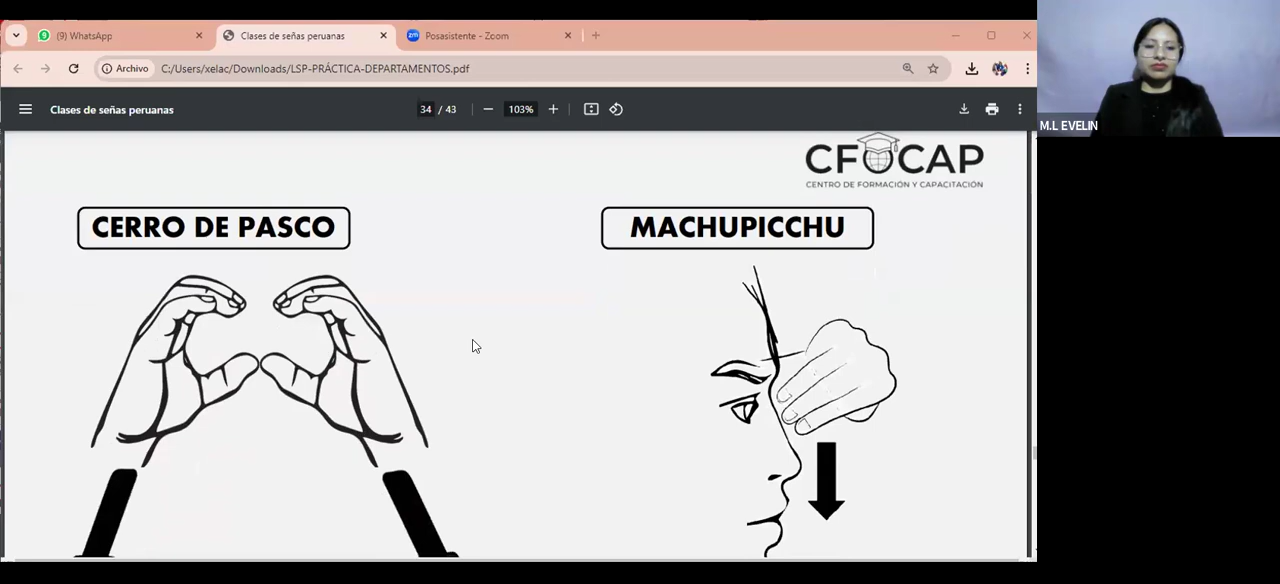 (9) WhatsApp
Clases de señas peruanas
Posasistente - Zoom
Archivo
C:/Users/xelac/Downloads/LSP-PRÁCTICA-DEPARTAMENTOS.pdf
Clases de señas peruanas
34 / 43
103%
M.L EVELIN
CFOCAP
CENTRO DE FORMACIÓN Y CAPACITACIÓN
CERRO DE PASCO
MACHUPICCHU